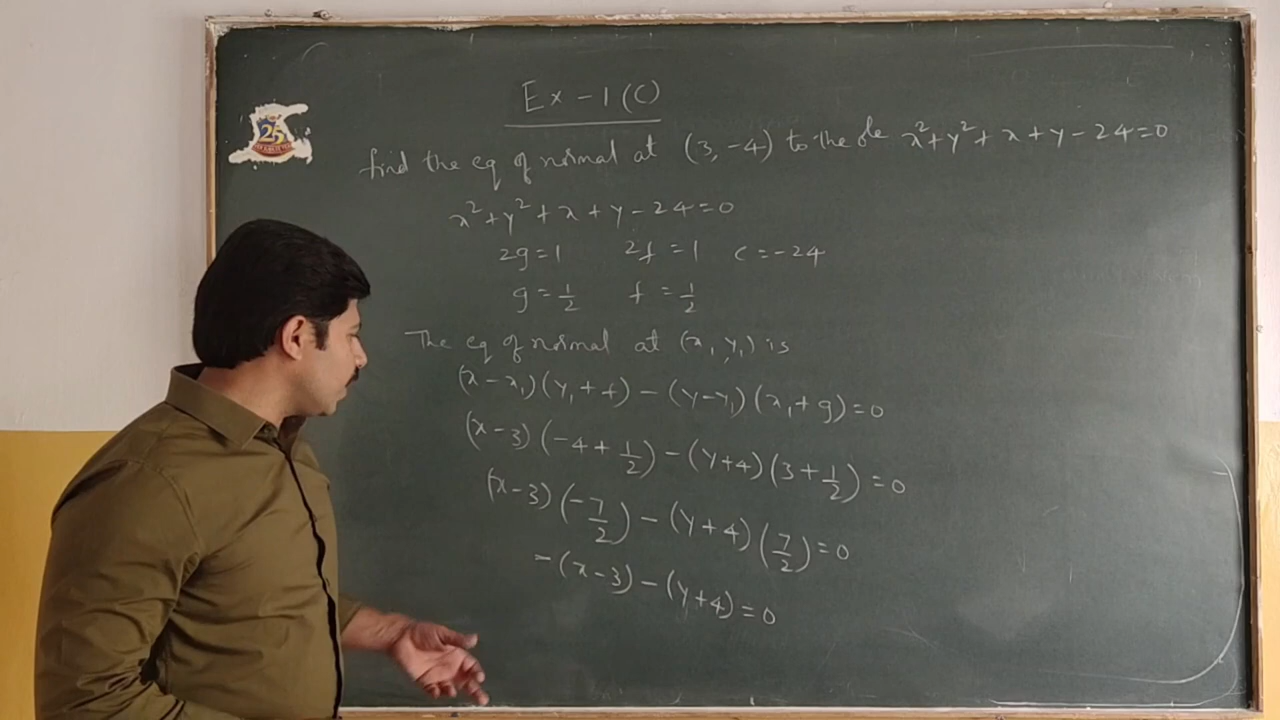 Ex - 1(C)
25
find the eq of normal at (3, -4) to the ole x²+y²+x+y-24=0
x²+y²+x+y-24=0
2g=1 2f=1 c=-24
g=1/2 f=1/2
The eq of normal at (x₁ y₁) is
(x-x₁)(y₁+f)-(y-y₁)(x₁+g)=0
(x-3)(-4+1/2)-(y+4)(3+1/2)=0
(x-3)(-7/2)-(y+4)(7/2)=0
-(x-3)-(y+4)=0